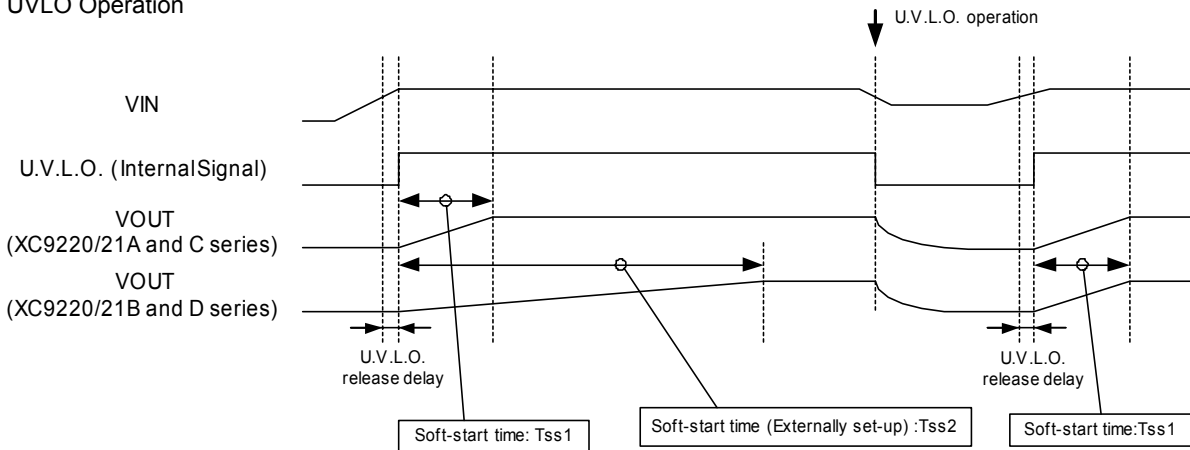 UVLO Operation
U.V.L.O. operation
VIN
U.V.L.O. (InternalSignal)
VOUT
(XC9220/21A and C series)
VOUT
(XC9220/21B and D series)
U.V.L.O.
release delay
U.V.L.O.
release delay
Soft-start time: Tss1
Soft-start time (Externally set-up) :Tss2
Soft-start time:Tss1